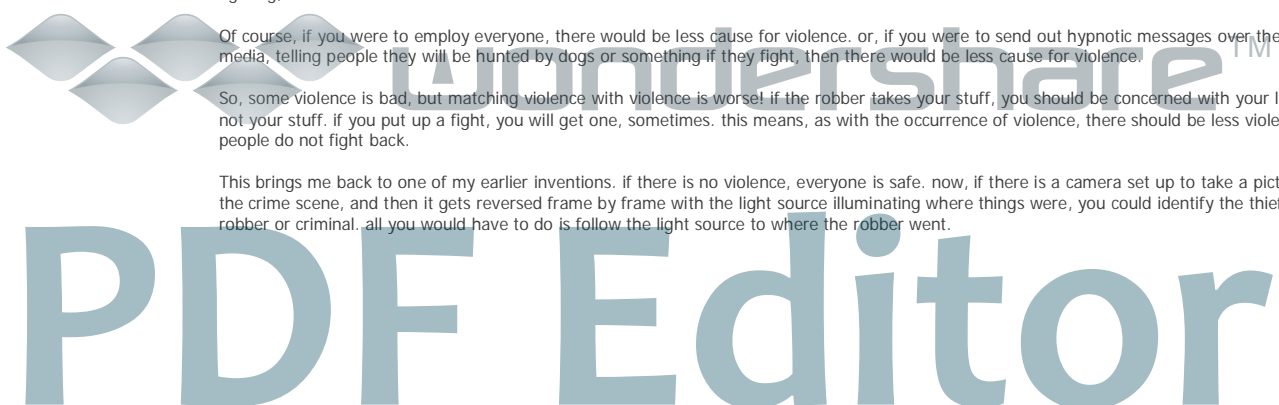 Of course, if you were to employ everyone, there would be less cause for violence. or, if you were to send out hypnotic messages over the
media, telling people they will be hunted by dogs or something if they fight, then there would be less cause for violence.
So, some violence is bad, but matching violence with violence is worse! if the robber takes your stuff, you should be concerned with your
not your stuff. if you put up a fight, you will get one, sometimes. this means, as with the occurrence of violence, there should be less
people do not fight back.
This brings me back to one of my earlier inventions. if there is no violence, everyone is safe. now, if there is a camera set up to take a
the crime scene, and then it gets reversed frame by frame with the light source illuminating where things were, you could identify the
robber or criminal. all you would have to do is follow the light source to where the robber went.
wondershare™
PDF Editor